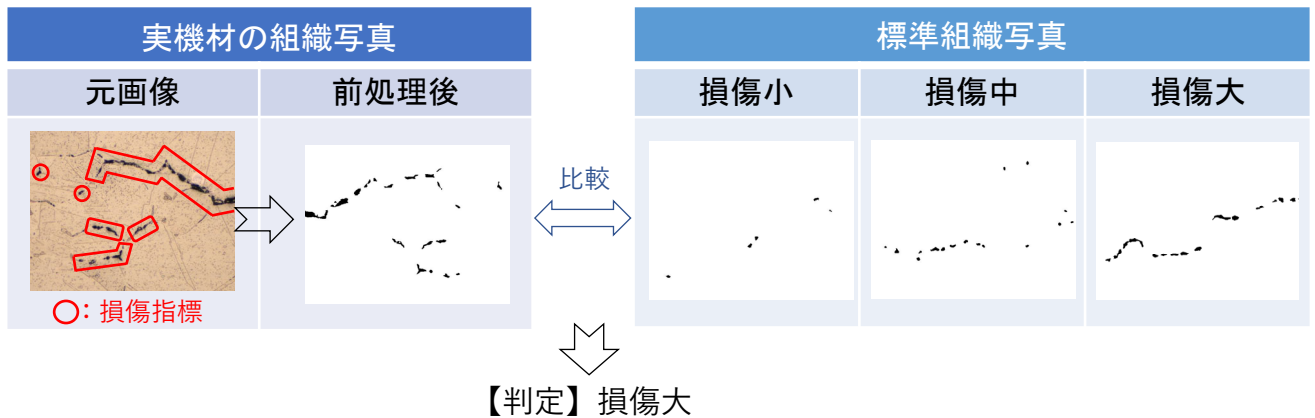 実機材の組織写真
標準組織写真
元画像
前処理後
損傷小
損傷中
損傷大
比較
○：損傷指標
【判定】損傷大